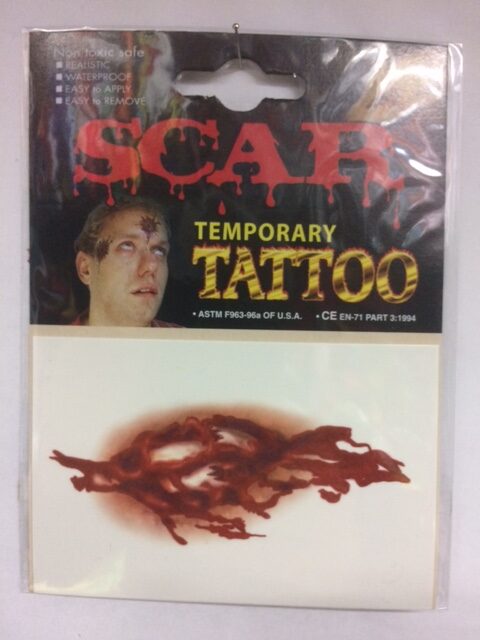 Non toxic safe
■ REALISTIC
■ WATERPROOF
■ EASY to APPLY
■ EASY to REMOVE
SCAR
TEMPORARY
TATTOO
• ASTM F963-96a OF U.S.A. • CE EN-71 PART 3:1994